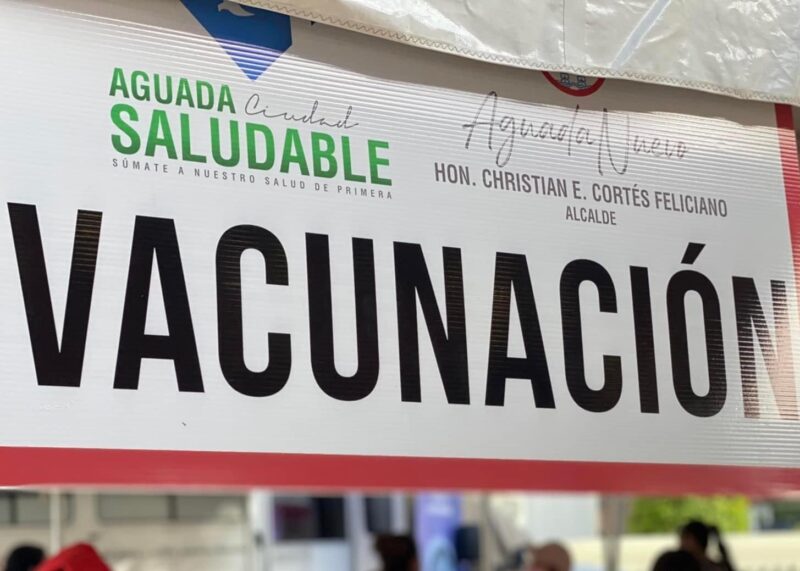 AGUADA Ciudad
SALUDABLE
SÚMATE A NUESTRO SALUD DE PRIMERA
Aguada Nuevo
HON. CHRISTIAN E. CORTÉS FELICIANO
ALCALDE
VACUNACIÓN